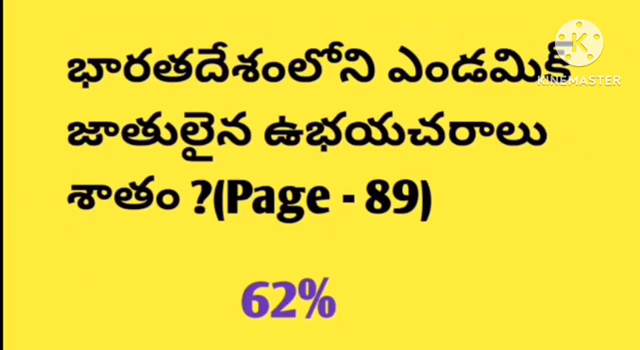 భారతదేశంలోని ఎండమిక్
జాతులైన ఉభయచరాలు
శాతం ?(Page - 89)
62%
K
KINEMASTER